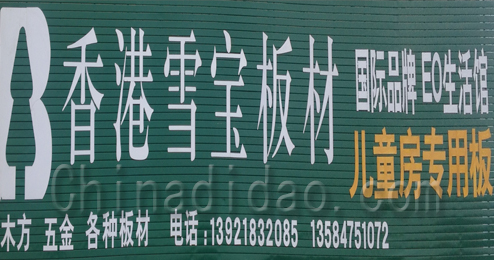 香港雪宝板材
国际品牌 EO生活馆
儿童房专用板
Chinadidao.com
木方 五金 各种板材 电话:13921832085 13584751072